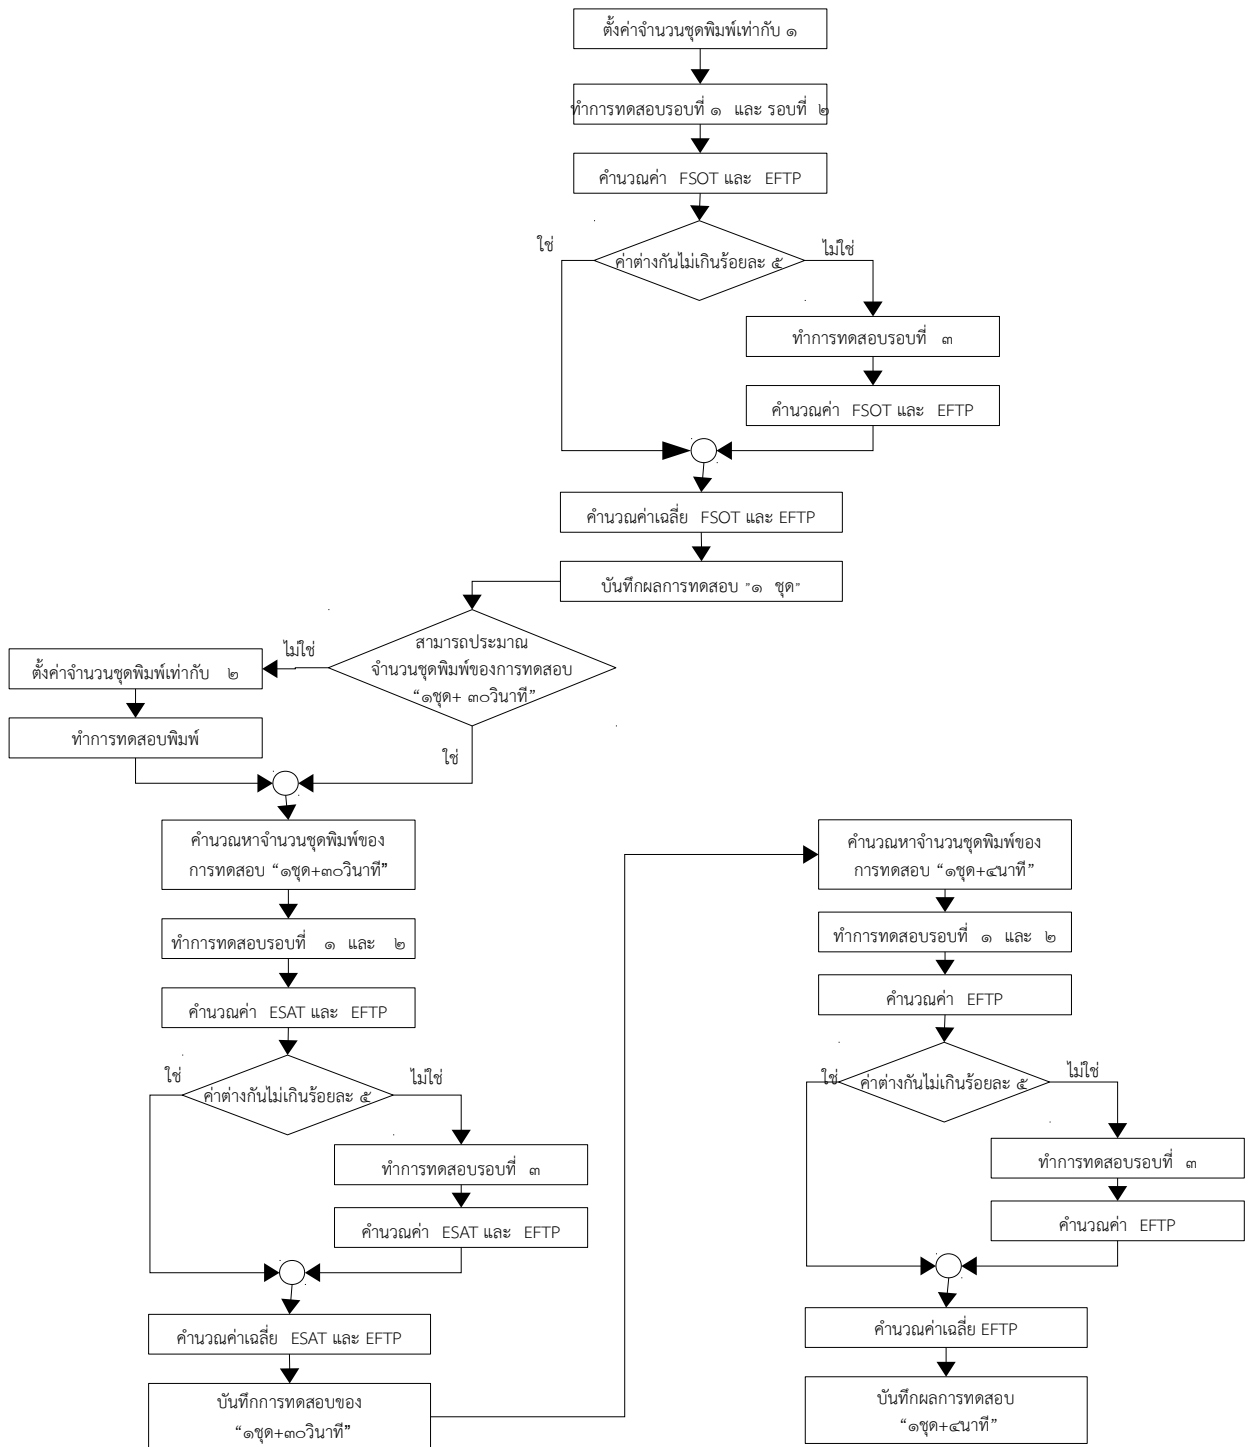 ตั้งค่าจำนวนชุดพิมพ์เท่ากับ ๑
ทำการทดสอบรอบที่ ๑ และ รอบที่ ๒
คำนวณค่า FSOT และ EFTP
ใช่
ค่าต่างกันไม่เกินร้อยละ ๕
ไม่ใช่
ทำการทดสอบรอบที่ ๓
คำนวณค่า FSOT และ EFTP
คำนวณค่าเฉลี่ย FSOT และ EFTP
บันทึกผลการทดสอบ "๑ ชุด"
สามารถประมาณ
จำนวนชุดพิมพ์ของการทดสอบ
“๑ชุด+ ๓๐วินาที”
ไม่ใช่
ตั้งค่าจำนวนชุดพิมพ์เท่ากับ ๒
ทำการทดสอบพิมพ์
ใช่
คำนวณหาจำนวนชุดพิมพ์ของ
การทดสอบ “๑ชุด+๓๐วินาที”
ทำการทดสอบรอบที่ ๑ และ ๒
คำนวณค่า ESAT และ EFTP
ใช่
ค่าต่างกันไม่เกินร้อยละ ๕
ไม่ใช่
ทำการทดสอบรอบที่ ๓
คำนวณค่า ESAT และ EFTP
คำนวณค่าเฉลี่ย ESAT และ EFTP
บันทึกการทดสอบของ
“๑ชุด+๓๐วินาที”
คำนวณหาจำนวนชุดพิมพ์ของ
การทดสอบ “๑ชุด+๔นาที”
ทำการทดสอบรอบที่ ๑ และ ๒
คำนวณค่า EFTP
ใช่
ค่าต่างกันไม่เกินร้อยละ ๕
ไม่ใช่
ทำการทดสอบรอบที่ ๓
คำนวณค่า EFTP
คำนวณค่าเฉลี่ย EFTP
บันทึกผลการทดสอบ
“๑ชุด+๔นาที”